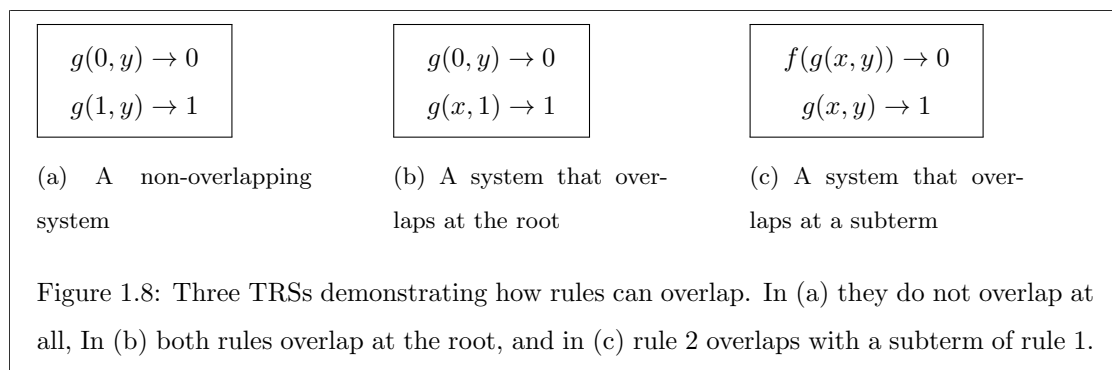 g(0, y) → 0
g(1, y) → 1
(a) A non-overlapping
system
g(0, y) → 0
g(x, 1) → 1
(b) A system that over-
laps at the root
f(g(x, y)) → 0
g(x, y) → 1
(c) A system that over-
laps at a subterm
Figure 1.8: Three TRSs demonstrating how rules can overlap. In (a) they do not overlap at
all, In (b) both rules overlap at the root, and in (c) rule 2 overlaps with a subterm of rule 1.